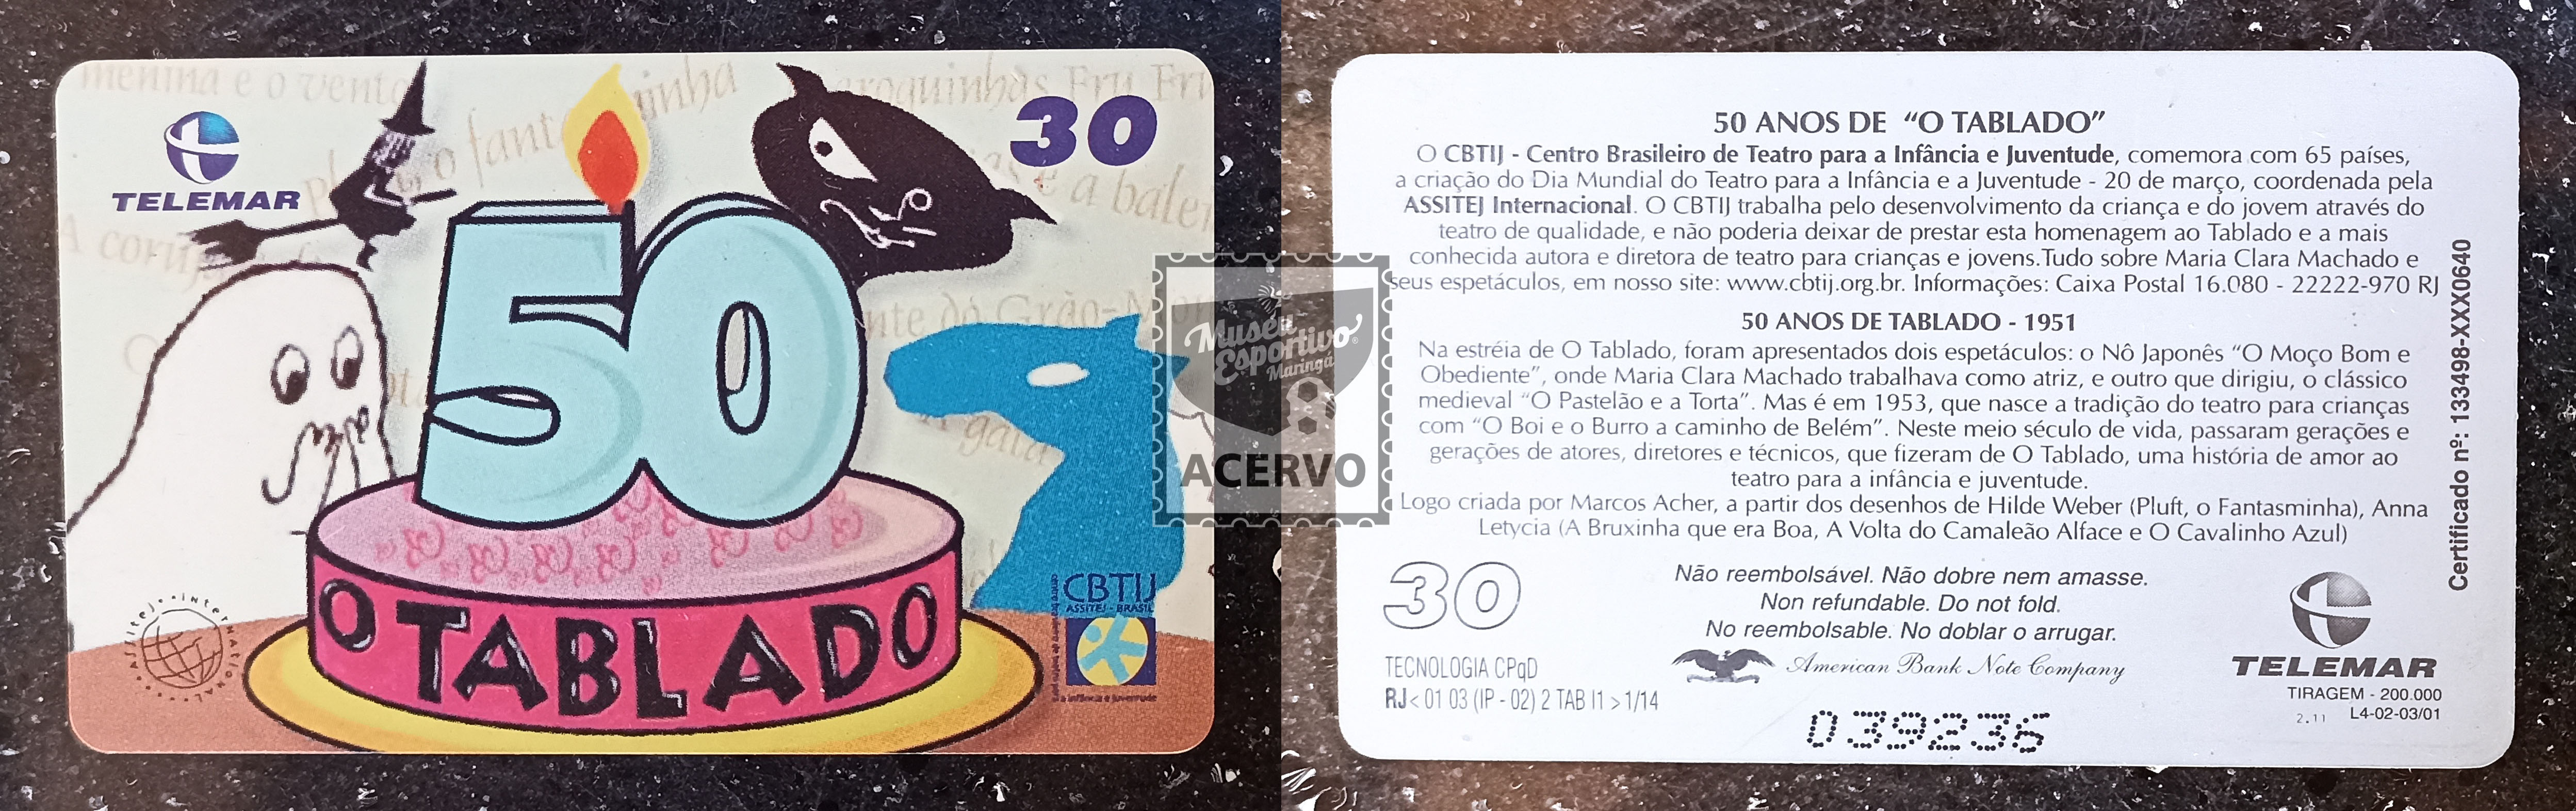 menina e o vento
TELEMAR
30
50
O TABLADO
assitej
internacional
CBTIJ
ASSITEJ - BRASIL
centro brasileiro de teatro para
a infância e juventude
Museu
Esportivo
Maringá
ACERVO
50 ANOS DE "O TABLADO"
O CBTIJ - Centro Brasileiro de Teatro para a Infância e Juventude, comemora com 65 países,
a criação do Dia Mundial do Teatro para a Infância e a Juventude - 20 de março, coordenada pela
ASSITEJ Internacional. O CBTIJ trabalha pelo desenvolvimento da criança e do jovem através do
teatro de qualidade, e não poderia deixar de prestar esta homenagem ao Tablado e a mais
conhecida autora e diretora de teatro para crianças e jovens.Tudo sobre Maria Clara Machado e
seus espetáculos, em nosso site: www.cbtij.org.br. Informações: Caixa Postal 16.080 - 22222-970 RJ
50 ANOS DE TABLADO - 1951
Na estréia de O Tablado, foram apresentados dois espetáculos: o Nô Japonês "O Moço Bom e
Obediente", onde Maria Clara Machado trabalhava como atriz, e outro que dirigiu, o clássico
medieval "O Pastelão e a Torta". Mas é em 1953, que nasce a tradição do teatro para crianças
com "O Boi e o Burro a caminho de Belém". Neste meio século de vida, passaram gerações e
gerações de atores, diretores e técnicos, que fizeram de O Tablado, uma história de amor ao
teatro para a infância e juventude.
Logo criada por Marcos Acher, a partir dos desenhos de Hilde Weber (Pluft, o Fantasminha), Anna
Letycia (A Bruxinha que era Boa, A Volta do Camaleão Alface e O Cavalinho Azul)
Certificado nº: 133498-XXX0640
30
Não reembolsável. Não dobre nem amasse.
Non refundable. Do not fold.
No reembolsable. No doblar o arrugar.
TECNOLOGIA CPqD
American Bank Note Company
RJ< 01 03 (IP - 02) 2 TAB I1 >1/14
TELEMAR
TIRAGEM - 200.000
2.11 L4-02-03/01
039236